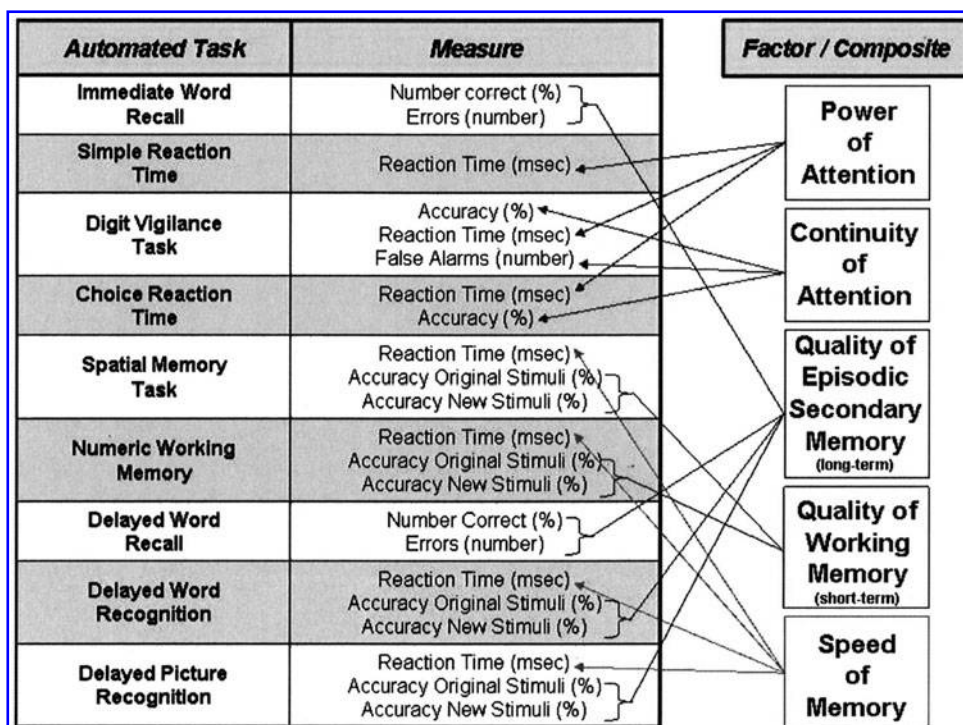 Automated Task
Measure
Factor / Composite
Immediate Word
Recall
Number correct (%)
Errors (number)
Simple Reaction
Time
Reaction Time (msec)
Digit Vigilance
Task
Accuracy (%)
Reaction Time (msec)
False Alarms (number)
Choice Reaction
Time
Reaction Time (msec)
Accuracy (%)
Spatial Memory
Task
Reaction Time (msec)
Accuracy Original Stimuli (%)
Accuracy New Stimuli (%)
Numeric Working
Memory
Reaction Time (msec)
Accuracy Original Stimuli (%)
Accuracy New Stimuli (%)
Delayed Word
Recall
Number Correct (%)
Errors (number)
Delayed Word
Recognition
Reaction Time (msec)
Accuracy Original Stimuli (%)
Accuracy New Stimuli (%)
Delayed Picture
Recognition
Reaction Time (msec)
Accuracy Original Stimuli (%)
Accuracy New Stimuli (%)
Power
of
Attention
Continuity
of
Attention
Quality of
Episodic
Secondary
Memory
(long-term)
Quality of
Working
Memory
(short-term)
Speed
of
Memory